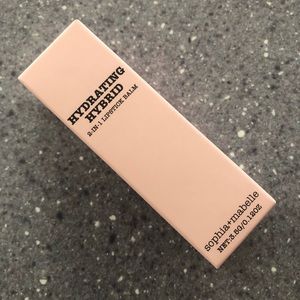 HYDRATING
HYBRID
2-IN-1 LIPSTICK BALM
sophia+mabelle
NET:3.5G/0.12OZ